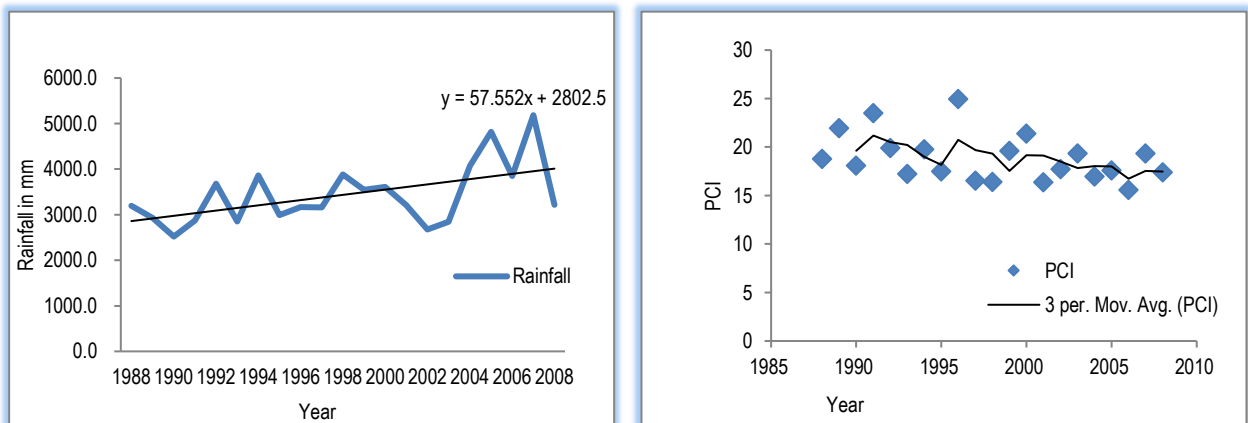 6000.0
5000.0
4000.0
3000.0
2000.0
1000.0
0.0
Rainfall in mm
y = 57.552x + 2802.5
Rainfall
1988 1990 1992 1994 1996 1998 2000 2002 2004 2006 2008
Year
30
25
20
15
10
5
0
PCI
PCI
3 per. Mov. Avg. (PCI)
1985 1990 1995 2000 2005 2010
Year